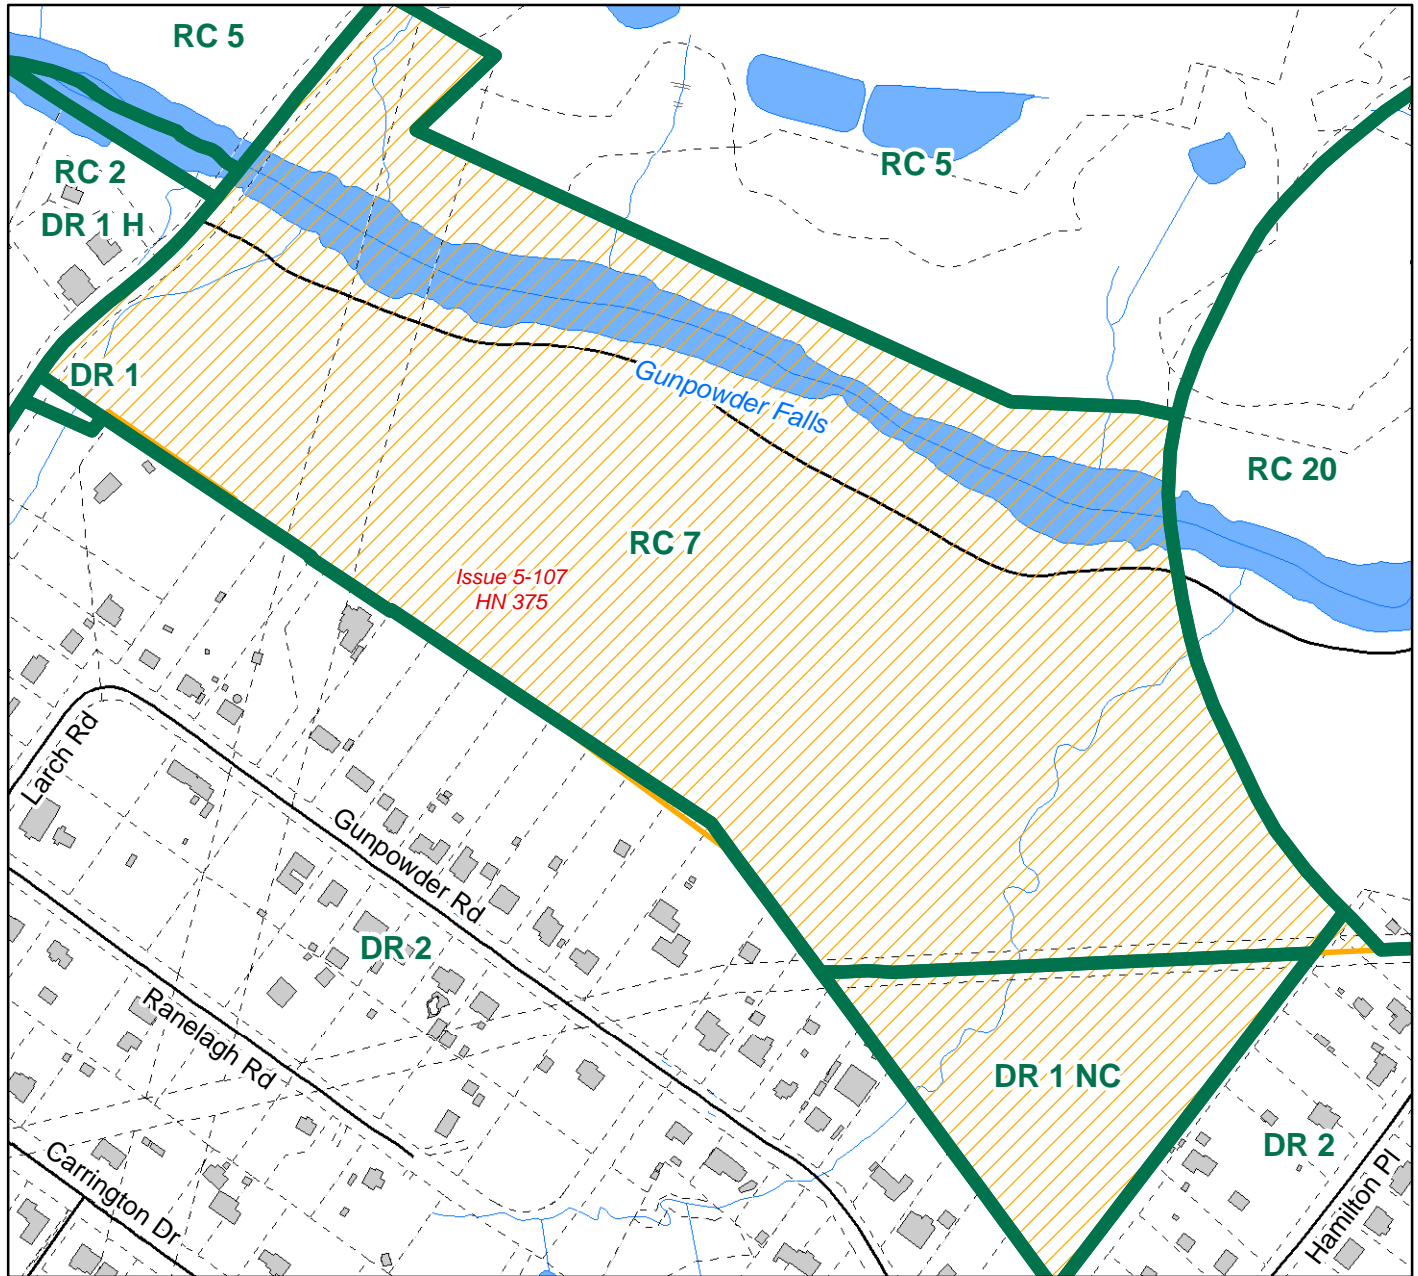 RC 5
RC 5
RC 2
DR 1 H
DR 1
Gunpowder Falls
RC 20
RC 7
Issue 5-107
HN 375
Larch Rd
Gunpowder Rd
DR 2
Ranelagh Rd
DR 1 NC
DR 2
Carrington Dr
Hamilton Pl